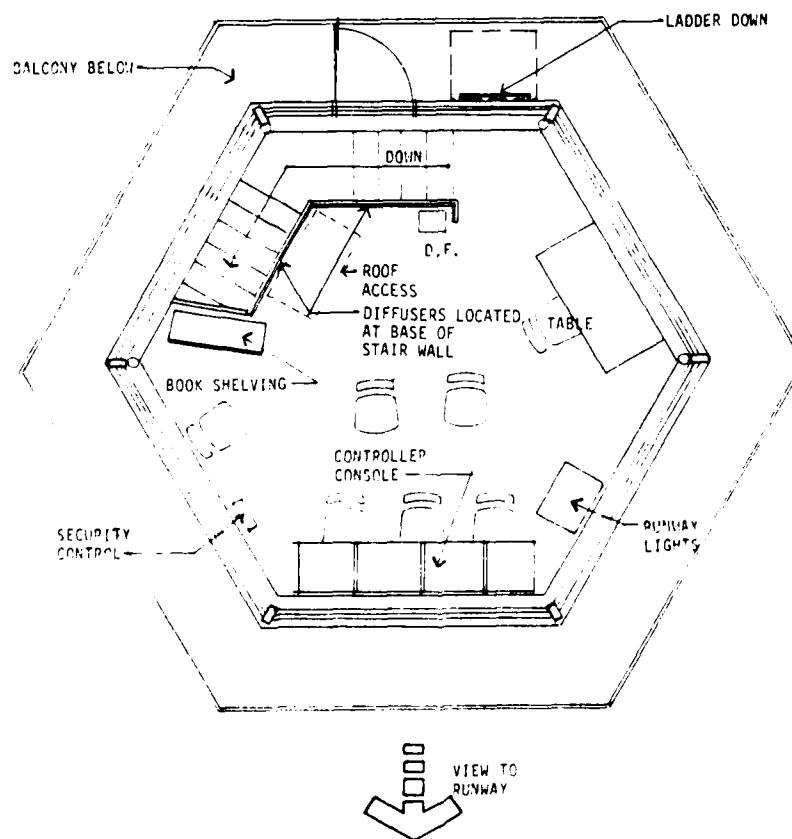 LADDER DOWN
BALCONY BELOW
DOWN
D.F.
ROOF
ACCESS
DIFFUSERS LOCATED
AT BASE OF
STAIR WALL
TABLE
BOOK SHELVING
CONTROLLER
CONSOLE
SECURITY
CONTROL
RUNWAY
LIGHTS
VIEW TO
RUNWAY